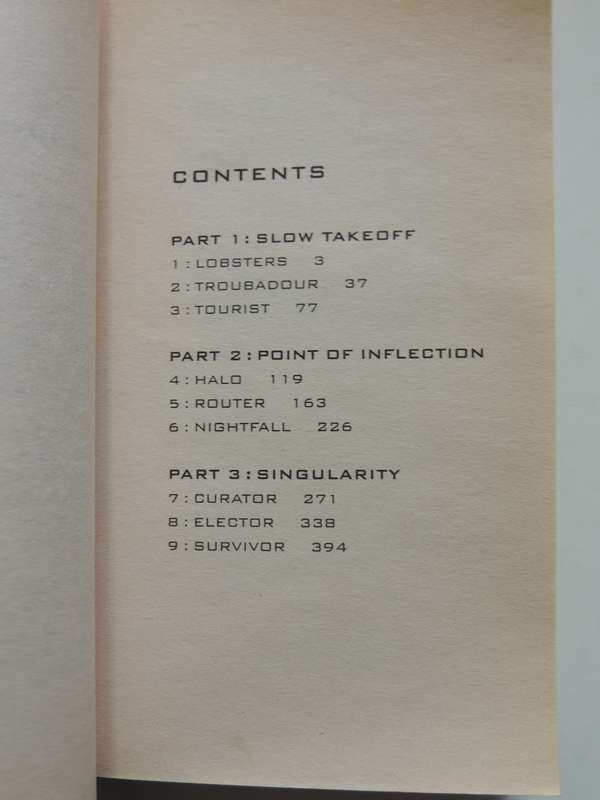 CONTENTS
PART 1: SLOW TAKEOFF
1: LOBSTERS 3
2: TROUBADOUR 37
3: TOURIST 77
PART 2: POINT OF INFLECTION
4: HALO 119
5: ROUTER 163
6: NIGHTFALL 226
PART 3: SINGULARITY
7: CURATOR 271
8: ELECTOR 338
9: SURVIVOR 394